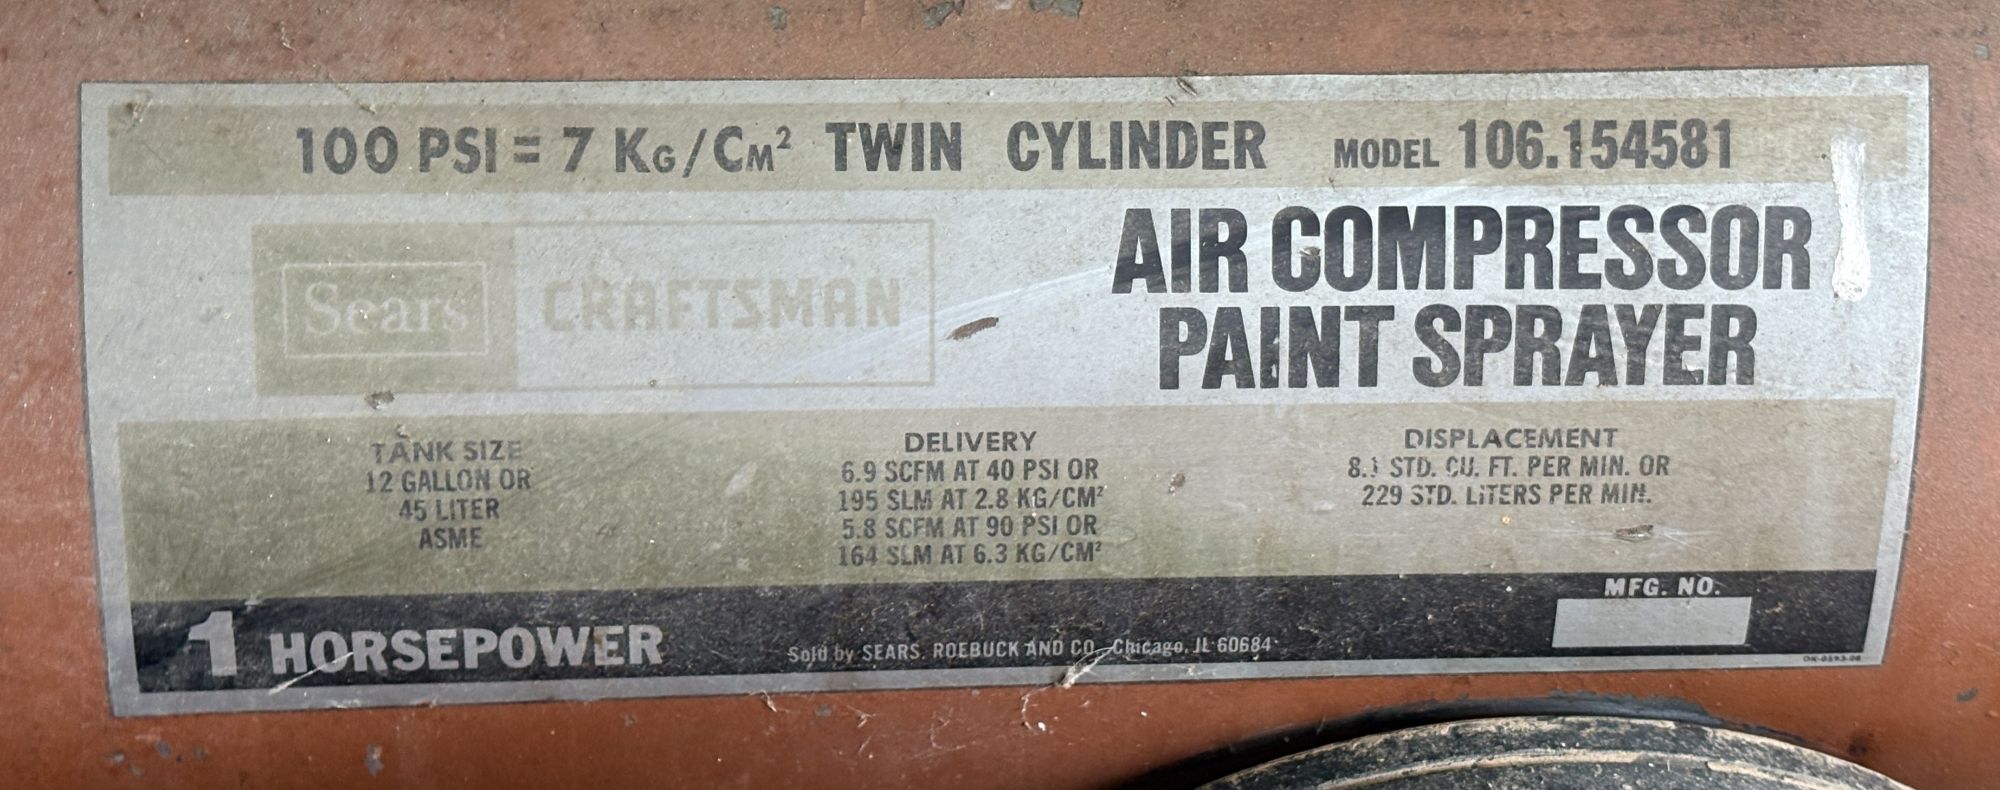 100 PSI = 7 KG/CM² TWIN CYLINDER MODEL 106.154581
Sears CRAFTSMAN
AIR COMPRESSOR
PAINT SPRAYER
TANK SIZE
12 GALLON OR
45 LITER
ASME
DELIVERY
6.9 SCFM AT 40 PSI OR
195 SLM AT 2.8 KG/CM²
5.8 SCFM AT 90 PSI OR
164 SLM AT 6.3 KG/CM²
DISPLACEMENT
8.1 STD. CU. FT. PER MIN. OR
229 STD. LITERS PER MIN.
1 HORSEPOWER
Sold by SEARS, ROEBUCK AND CO., Chicago, IL 60684
MFG. NO.